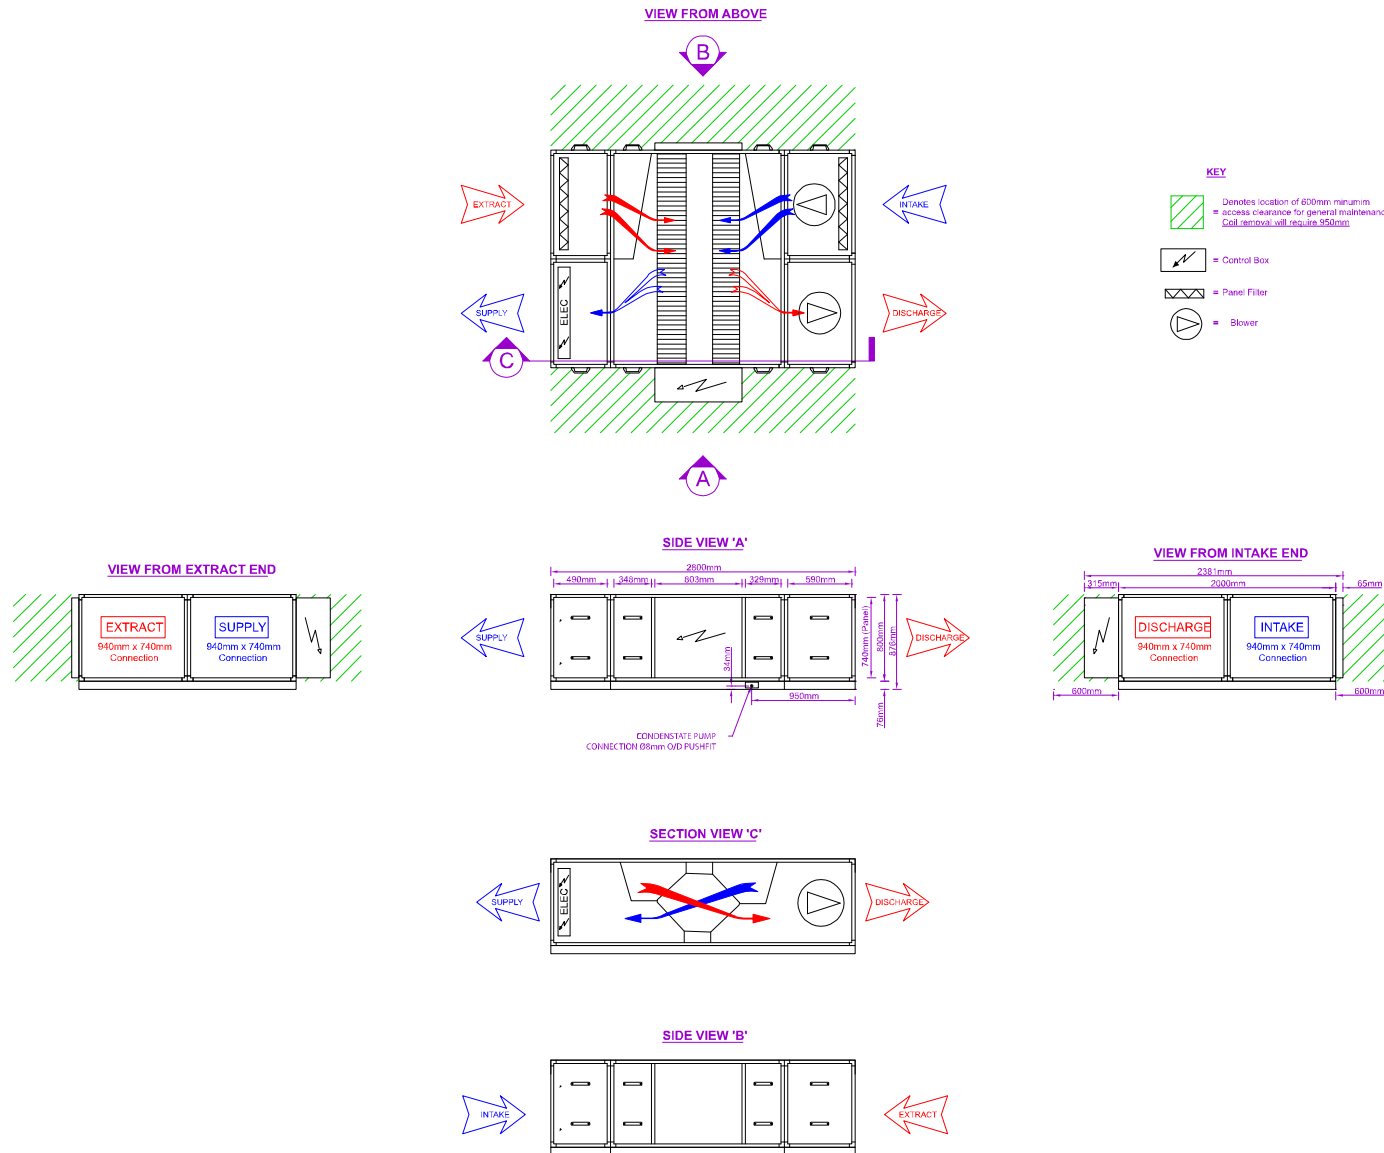 VIEW FROM ABOVE
B
KEY
EXTRACT
INTAKE
Denotes location of 600mm minumim
= access clearance for general maintenanc
Coil removal will require 950mm
= Control Box
= Panel Filter
= Blower
SUPPLY
ELEC
DISCHARGE
C
A
VIEW FROM EXTRACT END
EXTRACT
940mm x 740mm
Connection
SUPPLY
940mm x 740mm
Connection
SIDE VIEW 'A'
2800mm
490mm
348mm
803mm
329mm
590mm
SUPPLY
DISCHARGE
740mm (Panel)
800mm
876mm
34mm
950mm
76mm
CONDENSTATE PUMP
CONNECTION Ø8mm O/D PUSHFIT
VIEW FROM INTAKE END
2381mm
315mm
2000mm
65mm
DISCHARGE
940mm x 740mm
Connection
INTAKE
940mm x 740mm
Connection
600mm
600mm
SECTION VIEW 'C'
SUPPLY
ELEC
DISCHARGE
SIDE VIEW 'B'
INTAKE
EXTRACT